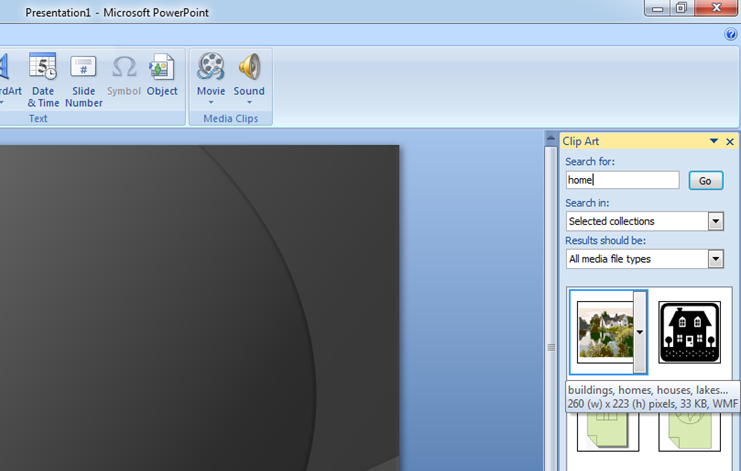 Presentation1 - Microsoft PowerPoint
rdArt
Date & Time
Slide Number
Symbol
Object
Movie
Sound
Text
Media Clips
Clip Art
Search for:
home
Go
Search in:
Selected collections
Results should be:
All media file types
buildings, homes, houses, lakes...
260 (w) x 223 (h) pixels, 33 KB, WMF
5
#